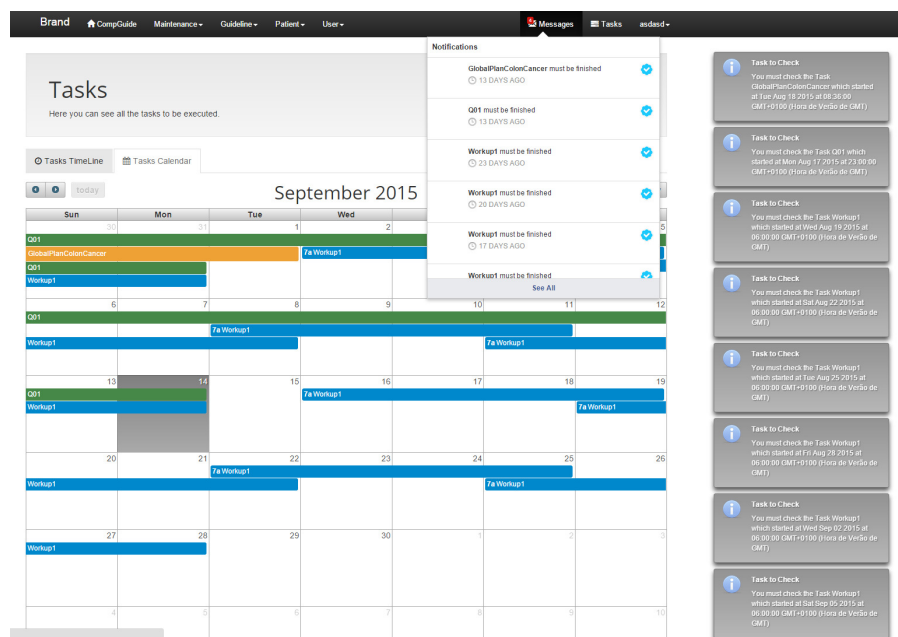 Brand CompGuide Maintenance Guideline Patient User Messages Tasks asdasd
Tasks
Here you can see all the tasks to be executed.
Tasks TimeLine Tasks Calendar
today
September 2015
Sun Mon Tue Wed
30 31 1 2 5
Q01
GlobalPlanColonCancer 7a Workup1
Q01
Workup1
6 7 8 9 10 11 12
Q01
7a Workup1
Workup1 7a Workup1
13 14 15 16 17 18 19
Q01 7a Workup1
Workup1 7a Workup1
20 21 22 23 24 25 26
7a Workup1
Workup1 7a Workup1
27 28 29 30 1 2 3
Workup1
4 5 6 7 8 9 10
Notifications
GlobalPlanColonCancer must be finished
13 DAYS AGO
Q01 must be finished
13 DAYS AGO
Workup1 must be finished
23 DAYS AGO
Workup1 must be finished
20 DAYS AGO
Workup1 must be finished
17 DAYS AGO
Workup1 must be finished
See All
Task to Check
You must check the Task
GlobalPlanColonCancer which started
at Tue Aug 18 2015 at 08:36:00
GMT+0100 (Hora de Verão de GMT)
Task to Check
You must check the Task Q01 which
started at Mon Aug 17 2015 at 23:00:00
GMT+0100 (Hora de Verão de GMT)
Task to Check
You must check the Task Workup1
which started at Wed Aug 19 2015 at
06:00:00 GMT+0100 (Hora de Verão de
GMT)
Task to Check
You must check the Task Workup1
which started at Sat Aug 22 2015 at
06:00:00 GMT+0100 (Hora de Verão de
GMT)
Task to Check
You must check the Task Workup1
which started at Tue Aug 25 2015 at
06:00:00 GMT+0100 (Hora de Verão de
GMT)
Task to Check
You must check the Task Workup1
which started at Fri Aug 28 2015 at
06:00:00 GMT+0100 (Hora de Verão de
GMT)
Task to Check
You must check the Task Workup1
which started at Wed Sep 02 2015 at
06:00:00 GMT+0100 (Hora de Verão de
GMT)
Task to Check
You must check the Task Workup1
which started at Sat Sep 05 2015 at
06:00:00 GMT+0100 (Hora de Verão de
GMT)